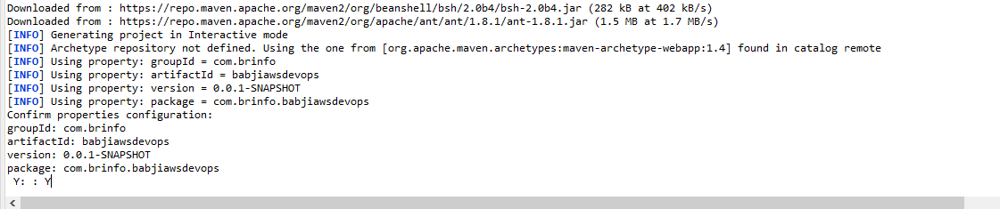 Downloaded from : https://repo.maven.apache.org/maven2/org/beanshell/bsh/2.0b4/bsh-2.0b4.jar (282 kB at 402 kB/s)
Downloaded from : https://repo.maven.apache.org/maven2/org/apache/ant/ant/1.8.1/ant-1.8.1.jar (1.5 MB at 1.7 MB/s)
[INFO] Generating project in Interactive mode
[INFO] Archetype repository not defined. Using the one from [org.apache.maven.archetypes:maven-archetype-webapp:1.4] found in catalog remote
[INFO] Using property: groupId = com.brinfo
[INFO] Using property: artifactId = babjiawsdevops
[INFO] Using property: version = 0.0.1-SNAPSHOT
[INFO] Using property: package = com.brinfo.babjiawsdevops
Confirm properties configuration:
groupId: com.brinfo
artifactId: babjiawsdevops
version: 0.0.1-SNAPSHOT
package: com.brinfo.babjiawsdevops
Y: : Y